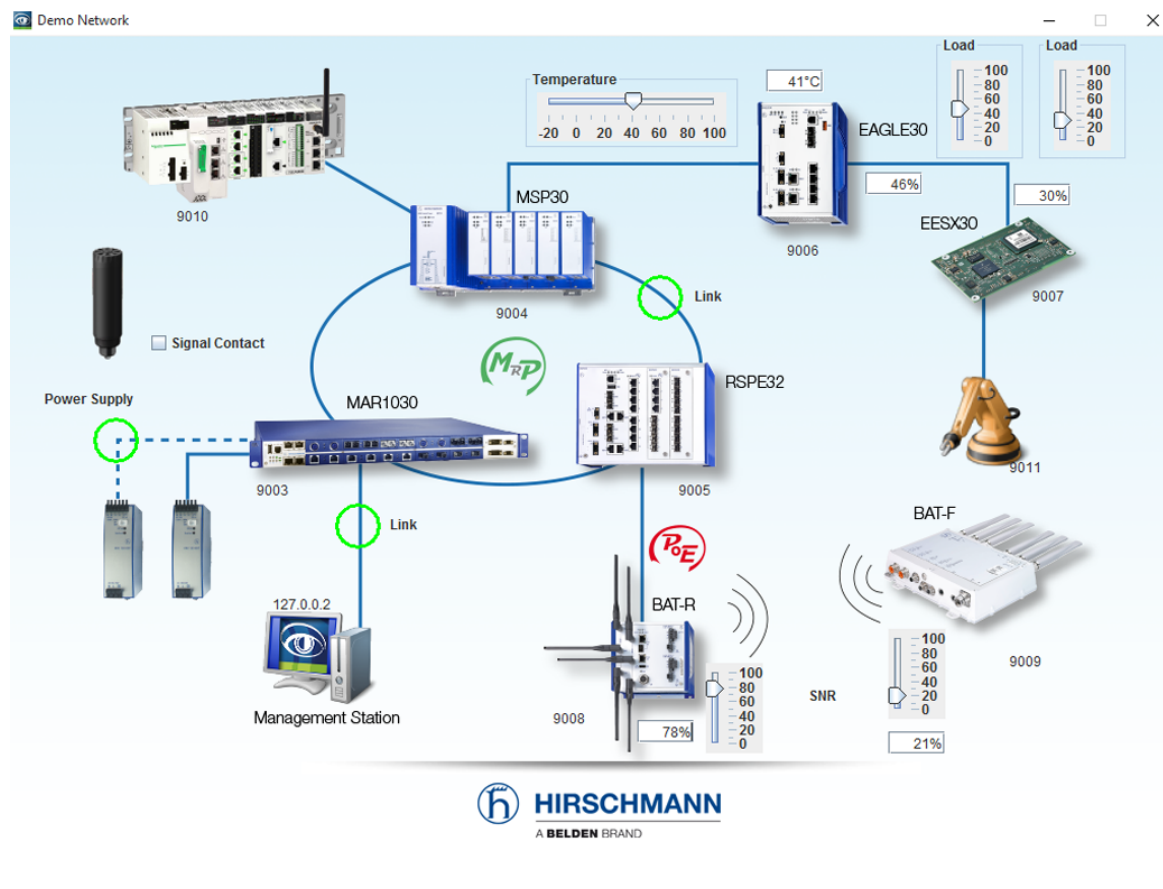 Demo Network
Load
Load
Temperature
41°C
100
80
60
40
20
0
100
80
60
40
20
0
-20 0 20 40 60 80 100
EAGLE30
46%
30%
MSP30
EESX30
9010
9006
9007
9004
Link
Signal Contact
MRP
RSPE32
Power Supply
MAR1030
9011
9003
9005
BAT-F
Link
PoE
127.0.0.2
BAT-R
100
80
60
40
20
0
9009
100
80
60
40
20
0
SNR
Management Station
9008
78%
21%
HIRSCHMANN
A BELDEN BRAND